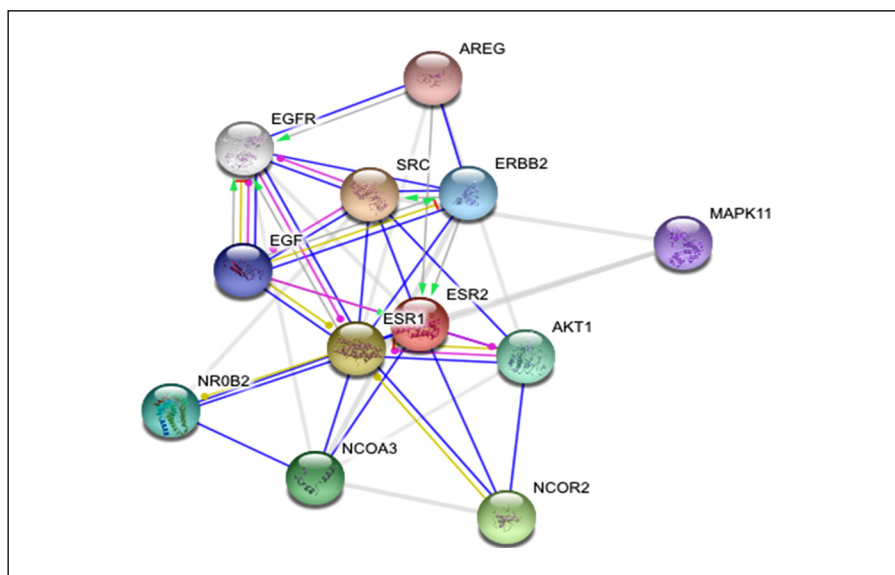 AREG
EGFR
SRC
ERBB2
MAPK11
EGF
ESR2
ESR1
AKT1
NR0B2
NCOA3
NCOR2